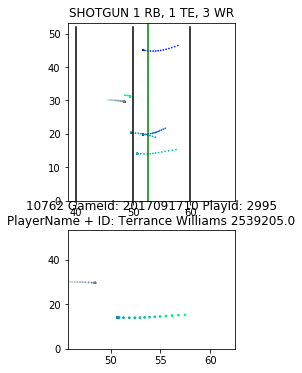 SHOTGUN 1 RB, 1 TE, 3 WR
50
40
30
20
10
0
40 50 60
10762 GameId: 2017091710 PlayId: 2995
PlayerName + ID: Terrance Williams 2539205.0
40
20
0
50 55 60